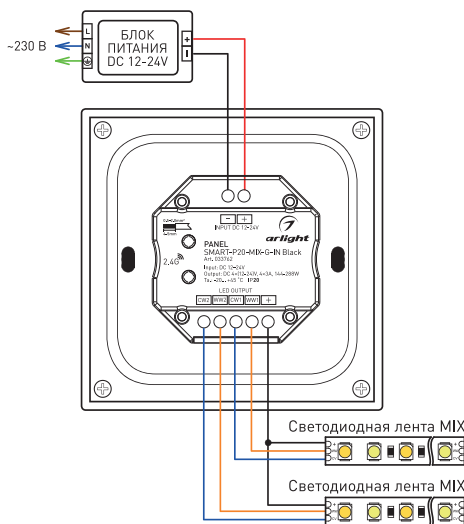 БЛОК
ПИТАНИЯ
DC 12-24V
L
N
+
~230 В
INPUT DC 12-24V
− +
arlight
PANEL
SMART-P20-MIX-G-IN Black
Art. 033762
2,4G
Input: DC 12-24V
Output: DC 4×(12-24)V, 4×3A, 144-288W
Ta: -20... +45 °C IP20
LED OUTPUT
CW2 WW2 CW1 WW1 +
Светодиодная лента MIX
Светодиодная лента MIX